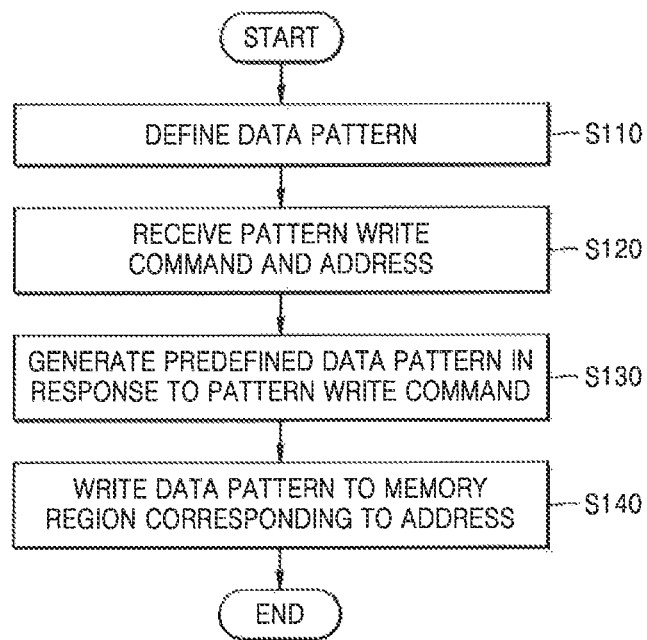 START
DEFINE DATA PATTERN
S110
RECEIVE PATTERN WRITE
COMMAND AND ADDRESS
S120
GENERATE PREDEFINED DATA PATTERN IN
RESPONSE TO PATTERN WRITE COMMAND
S130
WRITE DATA PATTERN TO MEMORY
REGION CORRESPONDING TO ADDRESS
S140
END